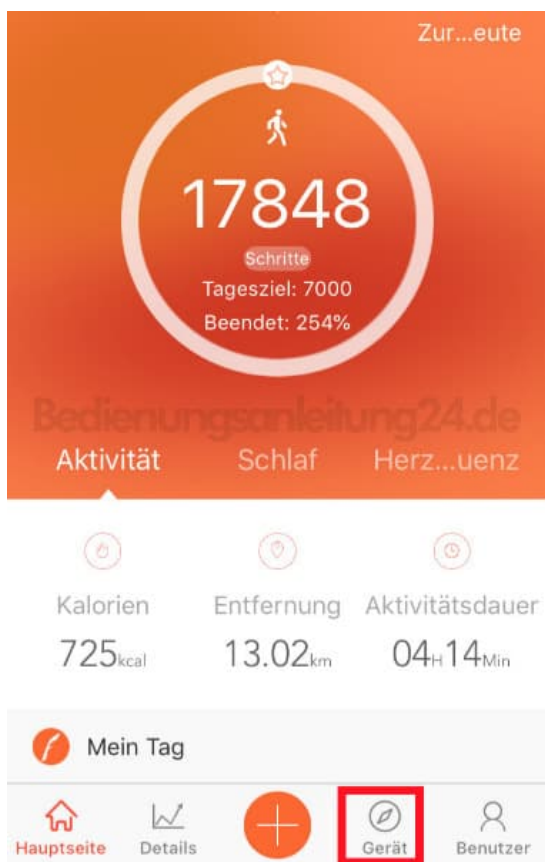 Zur...eute
17848
Schritte
Tagesziel: 7000
Beendet: 254%
Bedienungsanleitung24.de
Aktivität Schlaf Herz...uenz
Kalorien Entfernung Aktivitätsdauer
725kcal 13.02km 04H14Min
Mein Tag
Hauptseite Details Gerät Benutzer